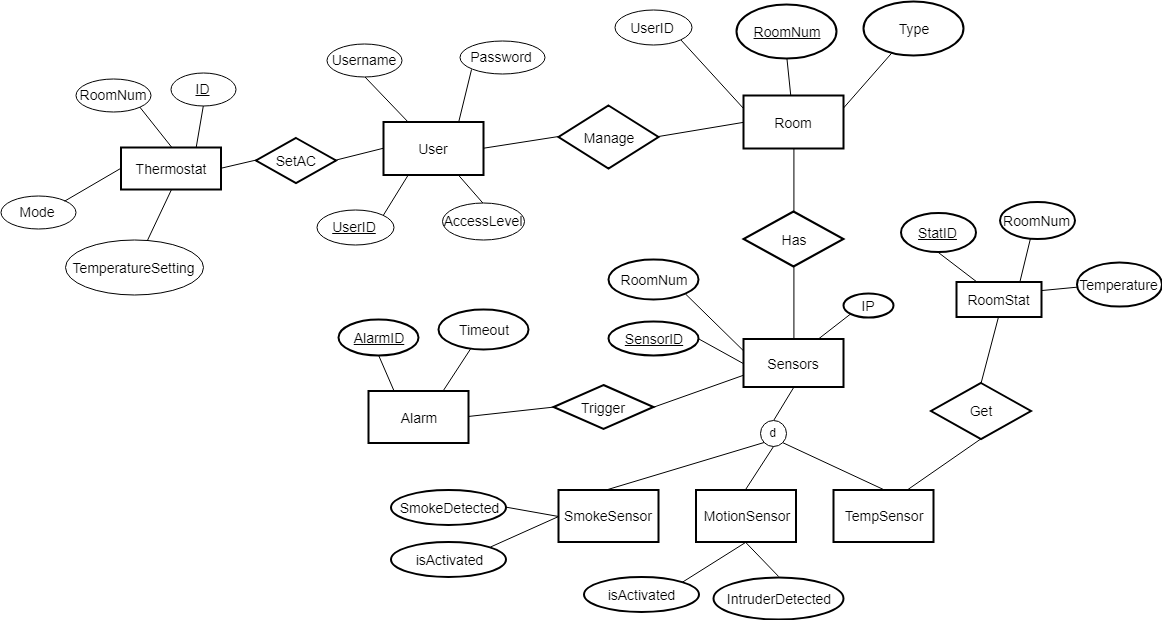 UserID
RoomNum
Type
Username
Password
RoomNum
ID
Room
Manage
User
SetAC
Thermostat
Mode
UserID
AccessLevel
TemperatureSetting
Has
StatID
RoomNum
RoomNum
Temperature
RoomStat
IP
AlarmID
Timeout
SensorID
Sensors
Alarm
Trigger
Get
d
SmokeDetected
SmokeSensor
MotionSensor
TempSensor
isActivated
isActivated
IntruderDetected